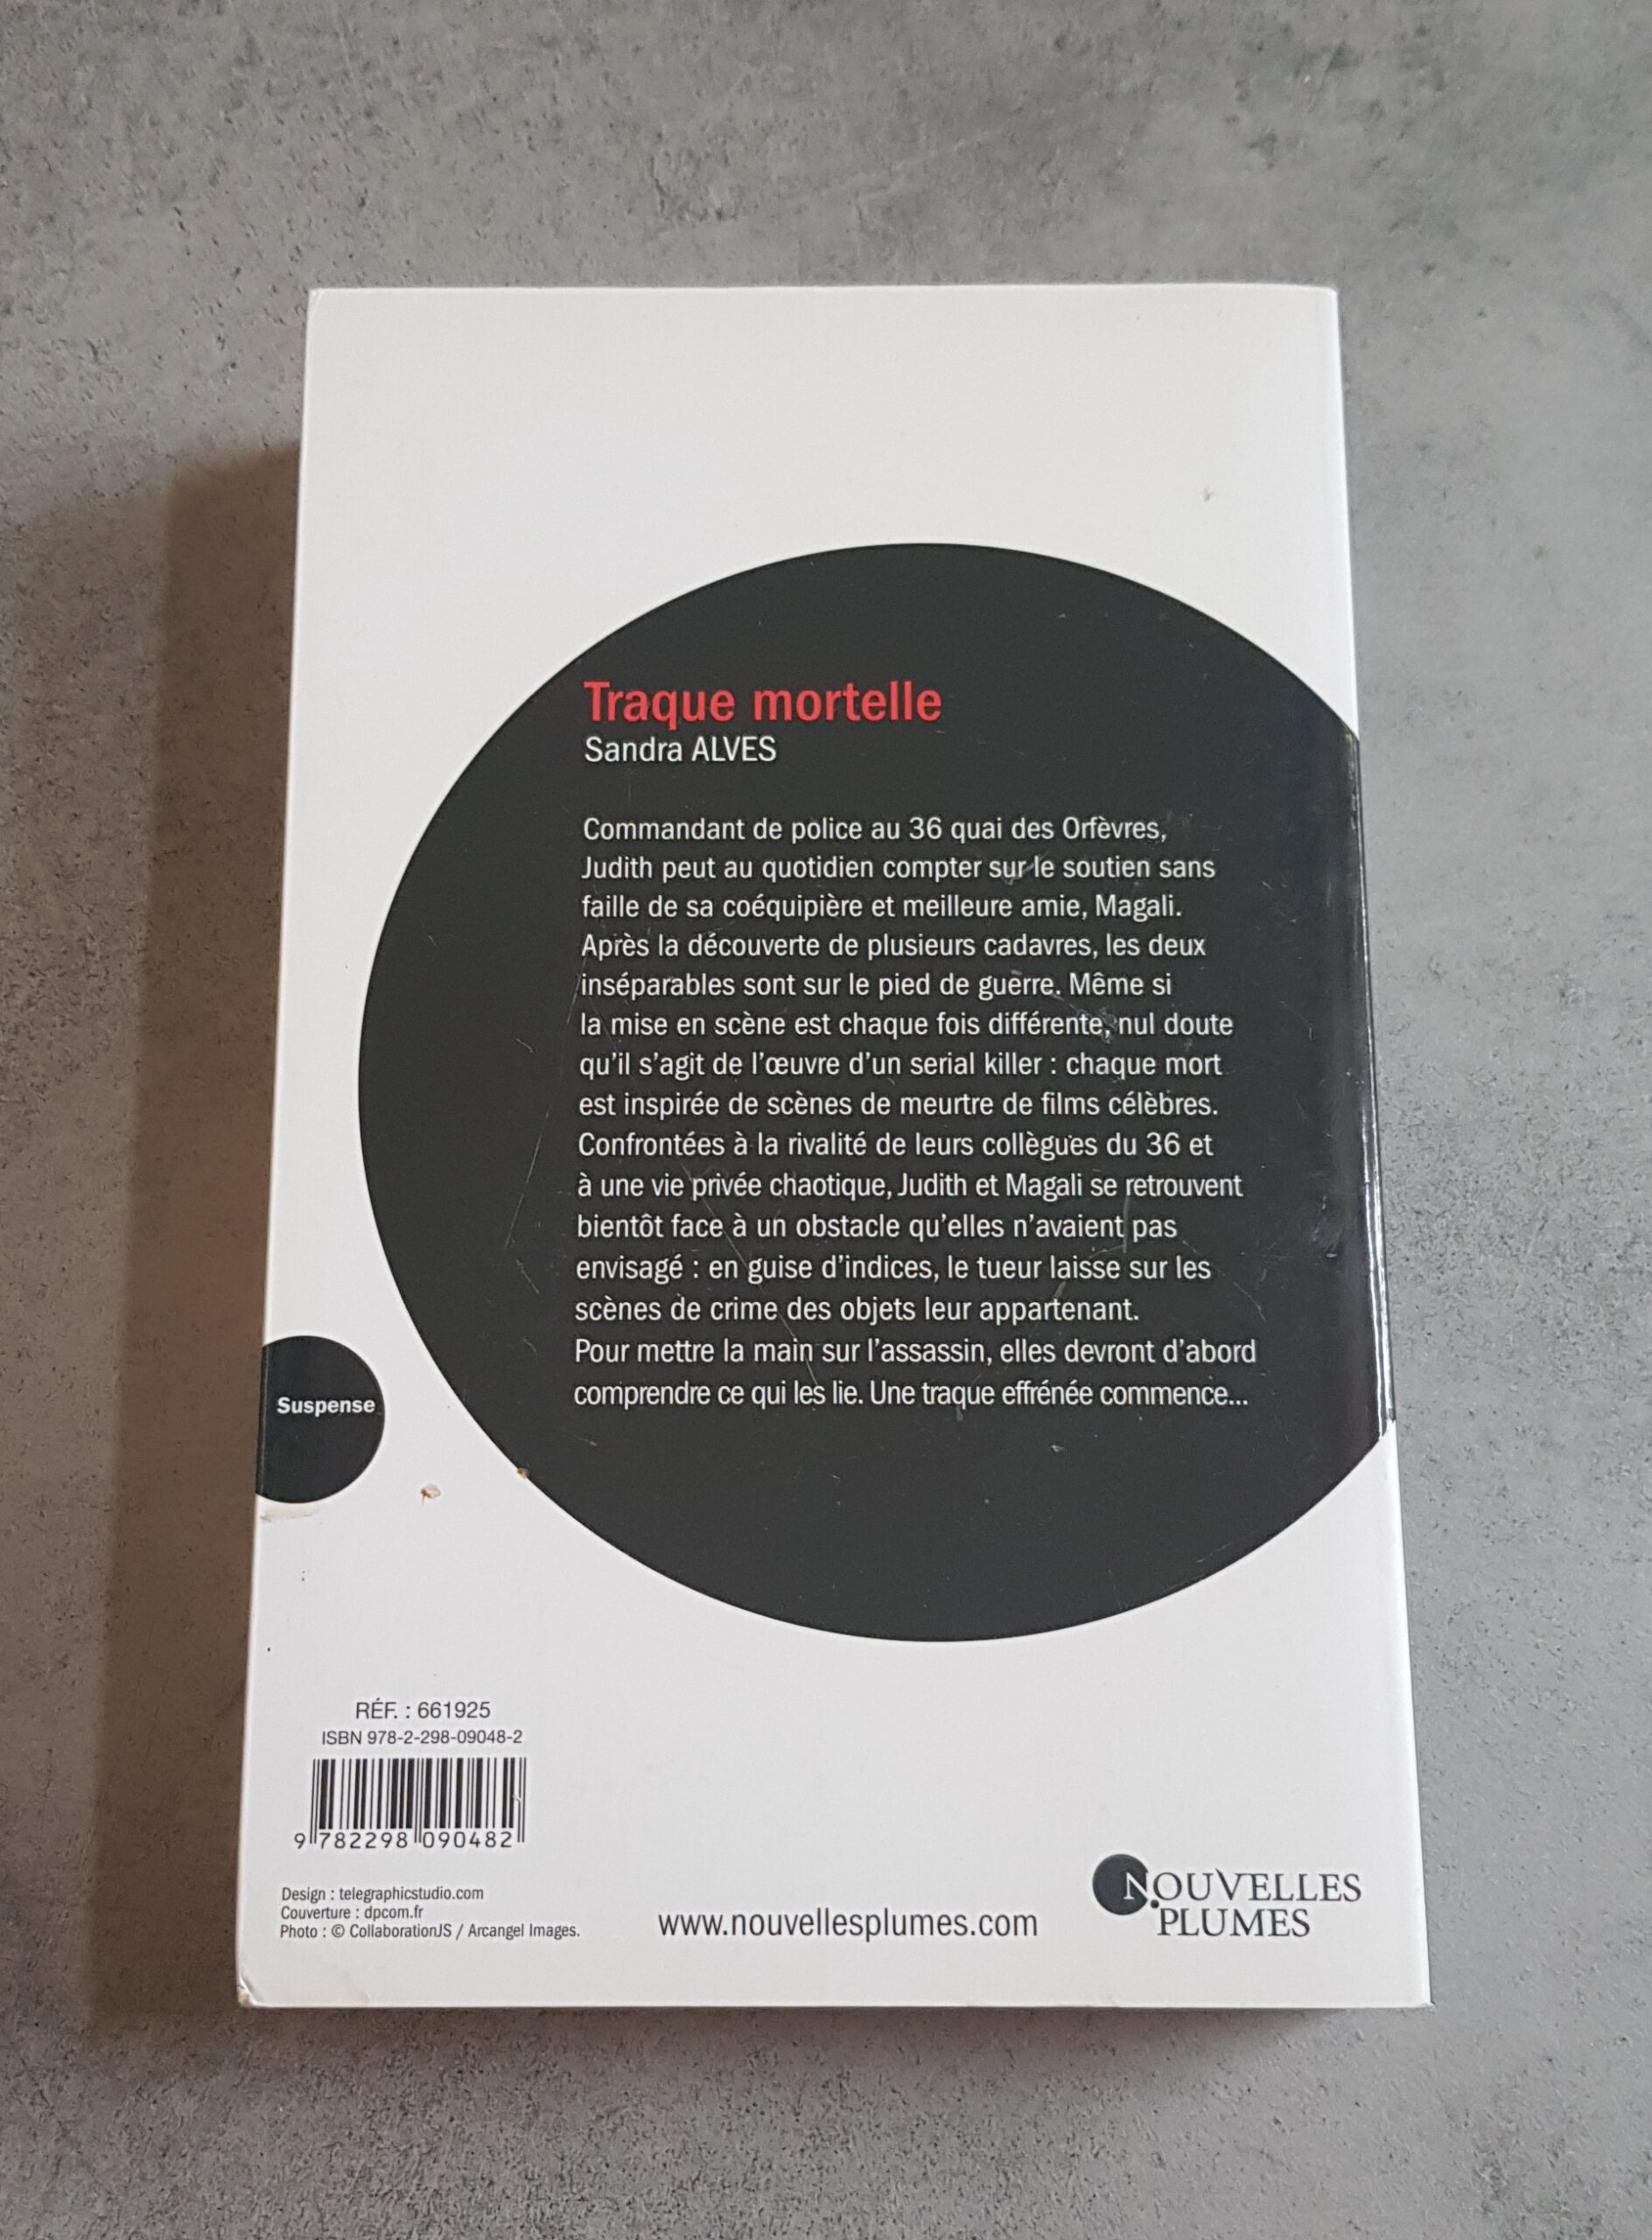 Traque mortelle
Sandra ALVES
Commandant de police au 36 quai des Orfèvres,
Judith peut au quotidien compter sur le soutien sans
faille de sa coéquipière et meilleure amie, Magali.
Après la découverte de plusieurs cadavres, les deux
inséparables sont sur le pied de guerre. Même si
la mise en scène est chaque fois différente, nul doute
qu'il s'agit de l'œuvre d'un serial killer : chaque mort
est inspirée de scènes de meurtre de films célèbres.
Confrontées à la rivalité de leurs collègues du 36 et
à une vie privée chaotique, Judith et Magali se retrouvent
bientôt face à un obstacle qu'elles n'avaient pas
envisagé : en guise d'indices, le tueur laisse sur les
scènes de crime des objets leur appartenant.
Pour mettre la main sur l'assassin, elles devront d'abord
comprendre ce qui les lie. Une traque effrénée commence...
Suspense
RÉF. : 661925
ISBN 978-2-298-09048-2
9 782298 090482
Design : telegraphicstudio.com
Couverture : dpcom.fr
Photo : © CollaborationJS / Arcangel Images.
www.nouvellesplumes.com
NOUVELLES
PLUMES